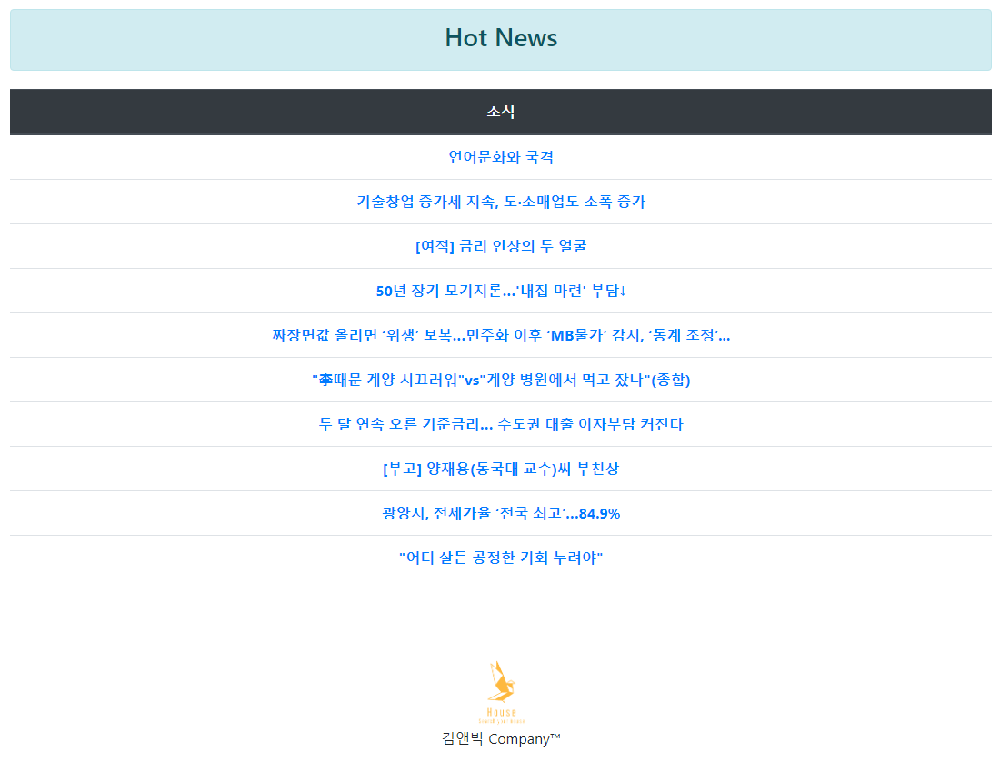 Hot News
소식
언어문화와 국격
기술창업 증가세 지속, 도·소매업도 소폭 증가
[여적] 금리 인상의 두 얼굴
50년 장기 모기지론...'내집 마련' 부담↓
짜장면값 올리면 ‘위생’ 보복…민주화 이후 ‘MB물가’ 감시, ‘통계 조정’...
"李때문 계양 시끄러워"vs"계양 병원에서 먹고 잤나"(종합)
두 달 연속 오른 기준금리... 수도권 대출 이자부담 커진다
[부고] 양재용(동국대 교수)씨 부친상
광양시, 전세가율 ‘전국 최고’…84.9%
"어디 살든 공정한 기회 누려야"
House
김앤박 Company™